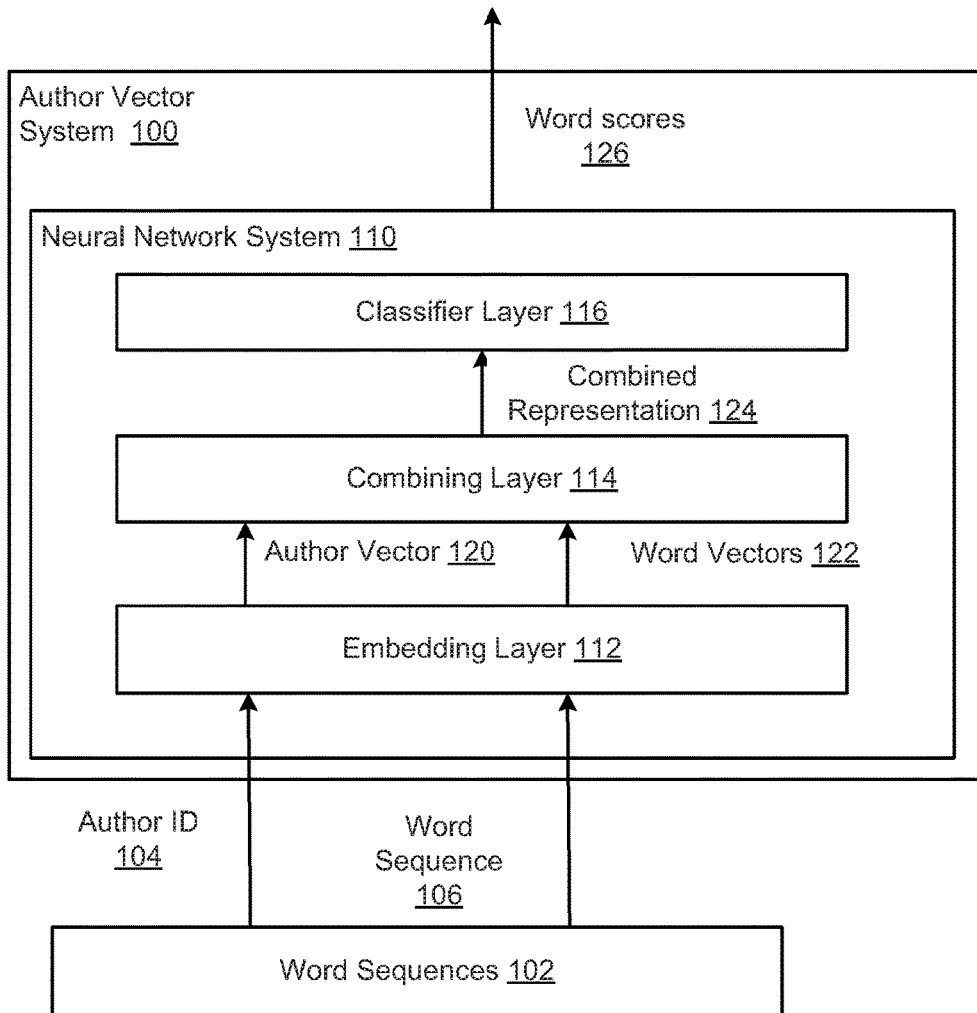 Author Vector
System 100
Word scores
126
Neural Network System 110
Classifier Layer 116
Combined
Representation 124
Combining Layer 114
Author Vector 120
Word Vectors 122
Embedding Layer 112
Author ID
104
Word
Sequence
106
Word Sequences 102